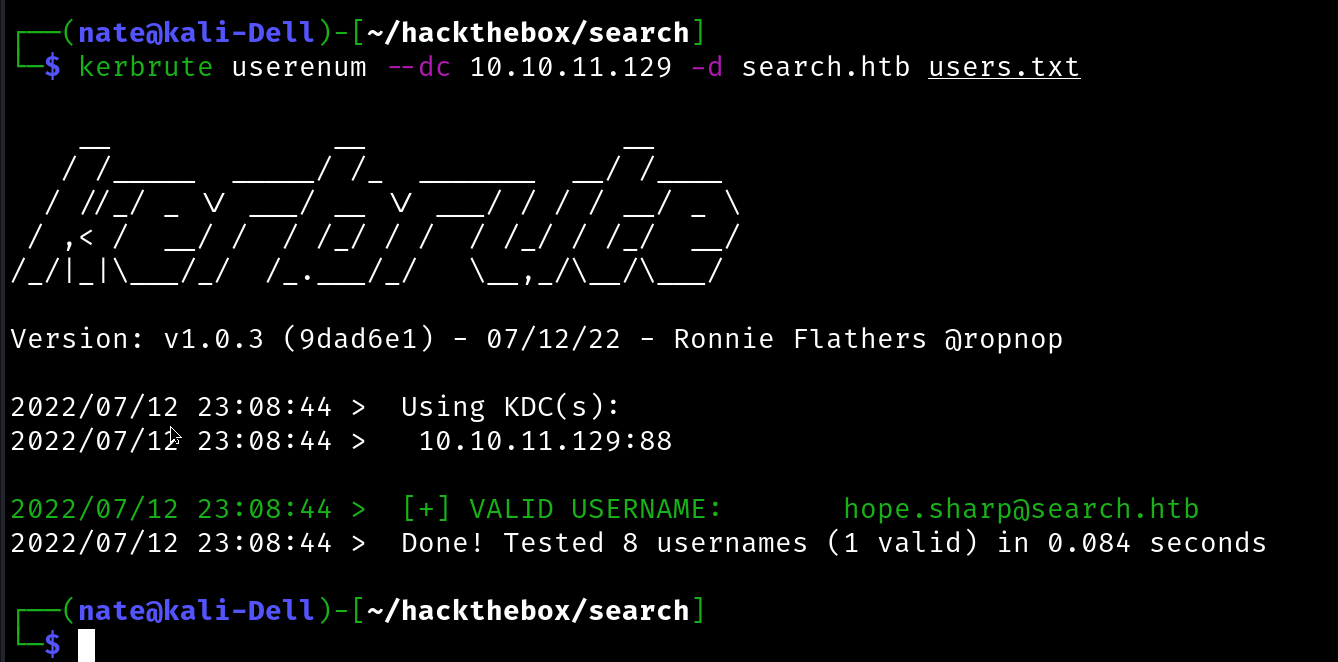 ┌──(nate@kali-Dell)-[~/hackthebox/search]
└─$ kerbrute userenum --dc 10.10.11.129 -d search.htb users.txt
    __             __               __
   / /_____  _____/ /_  _______  __/ /____
  / //_/ _ \/ ___/ __ \/ ___/ / / / __/ _ \
 / ,< /  __/ /  / /_/ / /  / /_/ / /_/  __/
/_/|_|\___/_/  /_.___/_/   \__,_/\__/\___/
Version: v1.0.3 (9dad6e1) - 07/12/22 - Ronnie Flathers @ropnop
2022/07/12 23:08:44 >  Using KDC(s):
2022/07/12 23:08:44 >   10.10.11.129:88
2022/07/12 23:08:44 >  [+] VALID USERNAME:       hope.sharp@search.htb
2022/07/12 23:08:44 >  Done! Tested 8 usernames (1 valid) in 0.084 seconds
┌──(nate@kali-Dell)-[~/hackthebox/search]
└─$